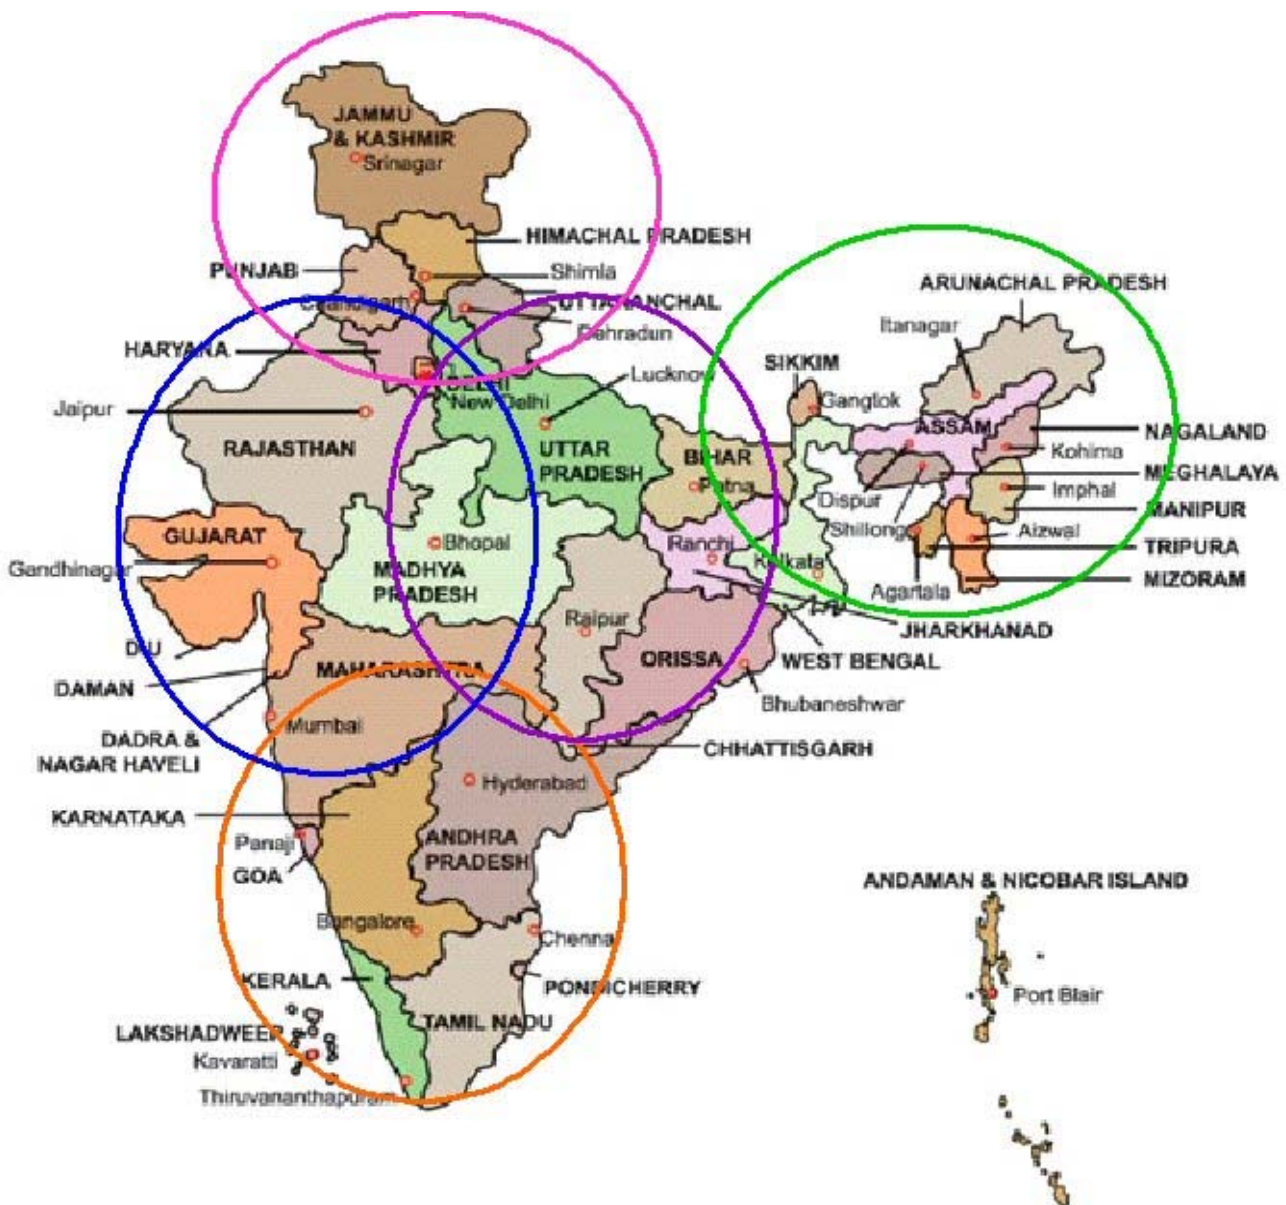 JAMMU
& KASHMIR
Srinagar
HIMACHAL PRADESH
PUNJAB
Shimla
Chandigarh
UTTARANCHAL
Dehradun
HARYANA
DELHI
New Delhi
Lucknow
Jaipur
RAJASTHAN
UTTAR
PRADESH
BIHAR
Patna
SIKKIM
Gangtok
ARUNACHAL PRADESH
Itanagar
ASSAM
NAGALAND
Kohima
MEGHALAYA
Dispur
Imphal
MANIPUR
Shillong
Aizwal
TRIPURA
Agartala
MIZORAM
GUJARAT
Gandhinagar
Bhopal
MADHYA
PRADESH
Ranchi
Kolkata
JHARKHANAD
Raipur
ORISSA
WEST BENGAL
Bhubaneshwar
CHHATTISGARH
DIU
DAMAN
DADRA &
NAGAR HAVELI
MAHARASHTRA
Mumbai
KARNATAKA
Hyderabad
Panaji
GOA
ANDHRA
PRADESH
Bangalore
Chennai
KERALA
PONDICHERRY
TAMIL NADU
LAKSHADWEEP
Kavaratti
Thiruvananthapuram
ANDAMAN & NICOBAR ISLAND
Port Blair